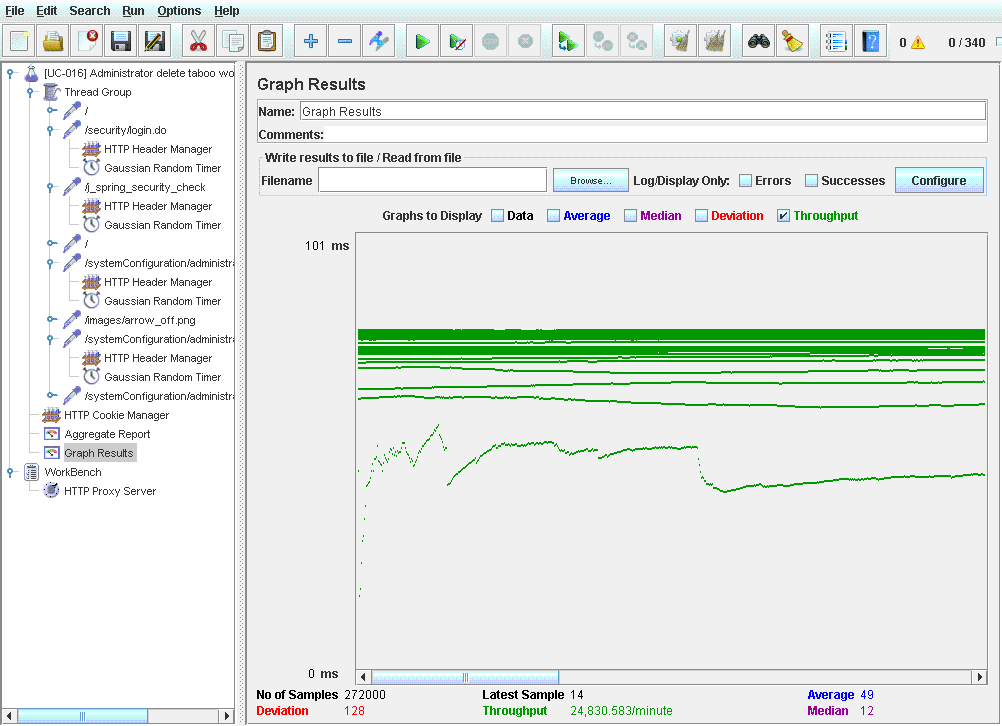 File Edit Search Run Options Help
0 0 / 340
[UC-016] Administrator delete taboo wo
Thread Group
/
/security/login.do
HTTP Header Manager
Gaussian Random Timer
/j_spring_security_check
HTTP Header Manager
Gaussian Random Timer
/
/systemConfiguration/administra
HTTP Header Manager
Gaussian Random Timer
/images/arrow_off.png
/systemConfiguration/administra
HTTP Header Manager
Gaussian Random Timer
/systemConfiguration/administra
HTTP Cookie Manager
Aggregate Report
Graph Results
WorkBench
HTTP Proxy Server
Graph Results
Name: Graph Results
Comments:
Write results to file / Read from file
Filename Browse... Log/Display Only: Errors Successes Configure
Graphs to Display Data Average Median Deviation Throughput
101 ms
0 ms
No of Samples 272000 Latest Sample 14 Average 49
Deviation 128 Throughput 24,830.583/minute Median 12